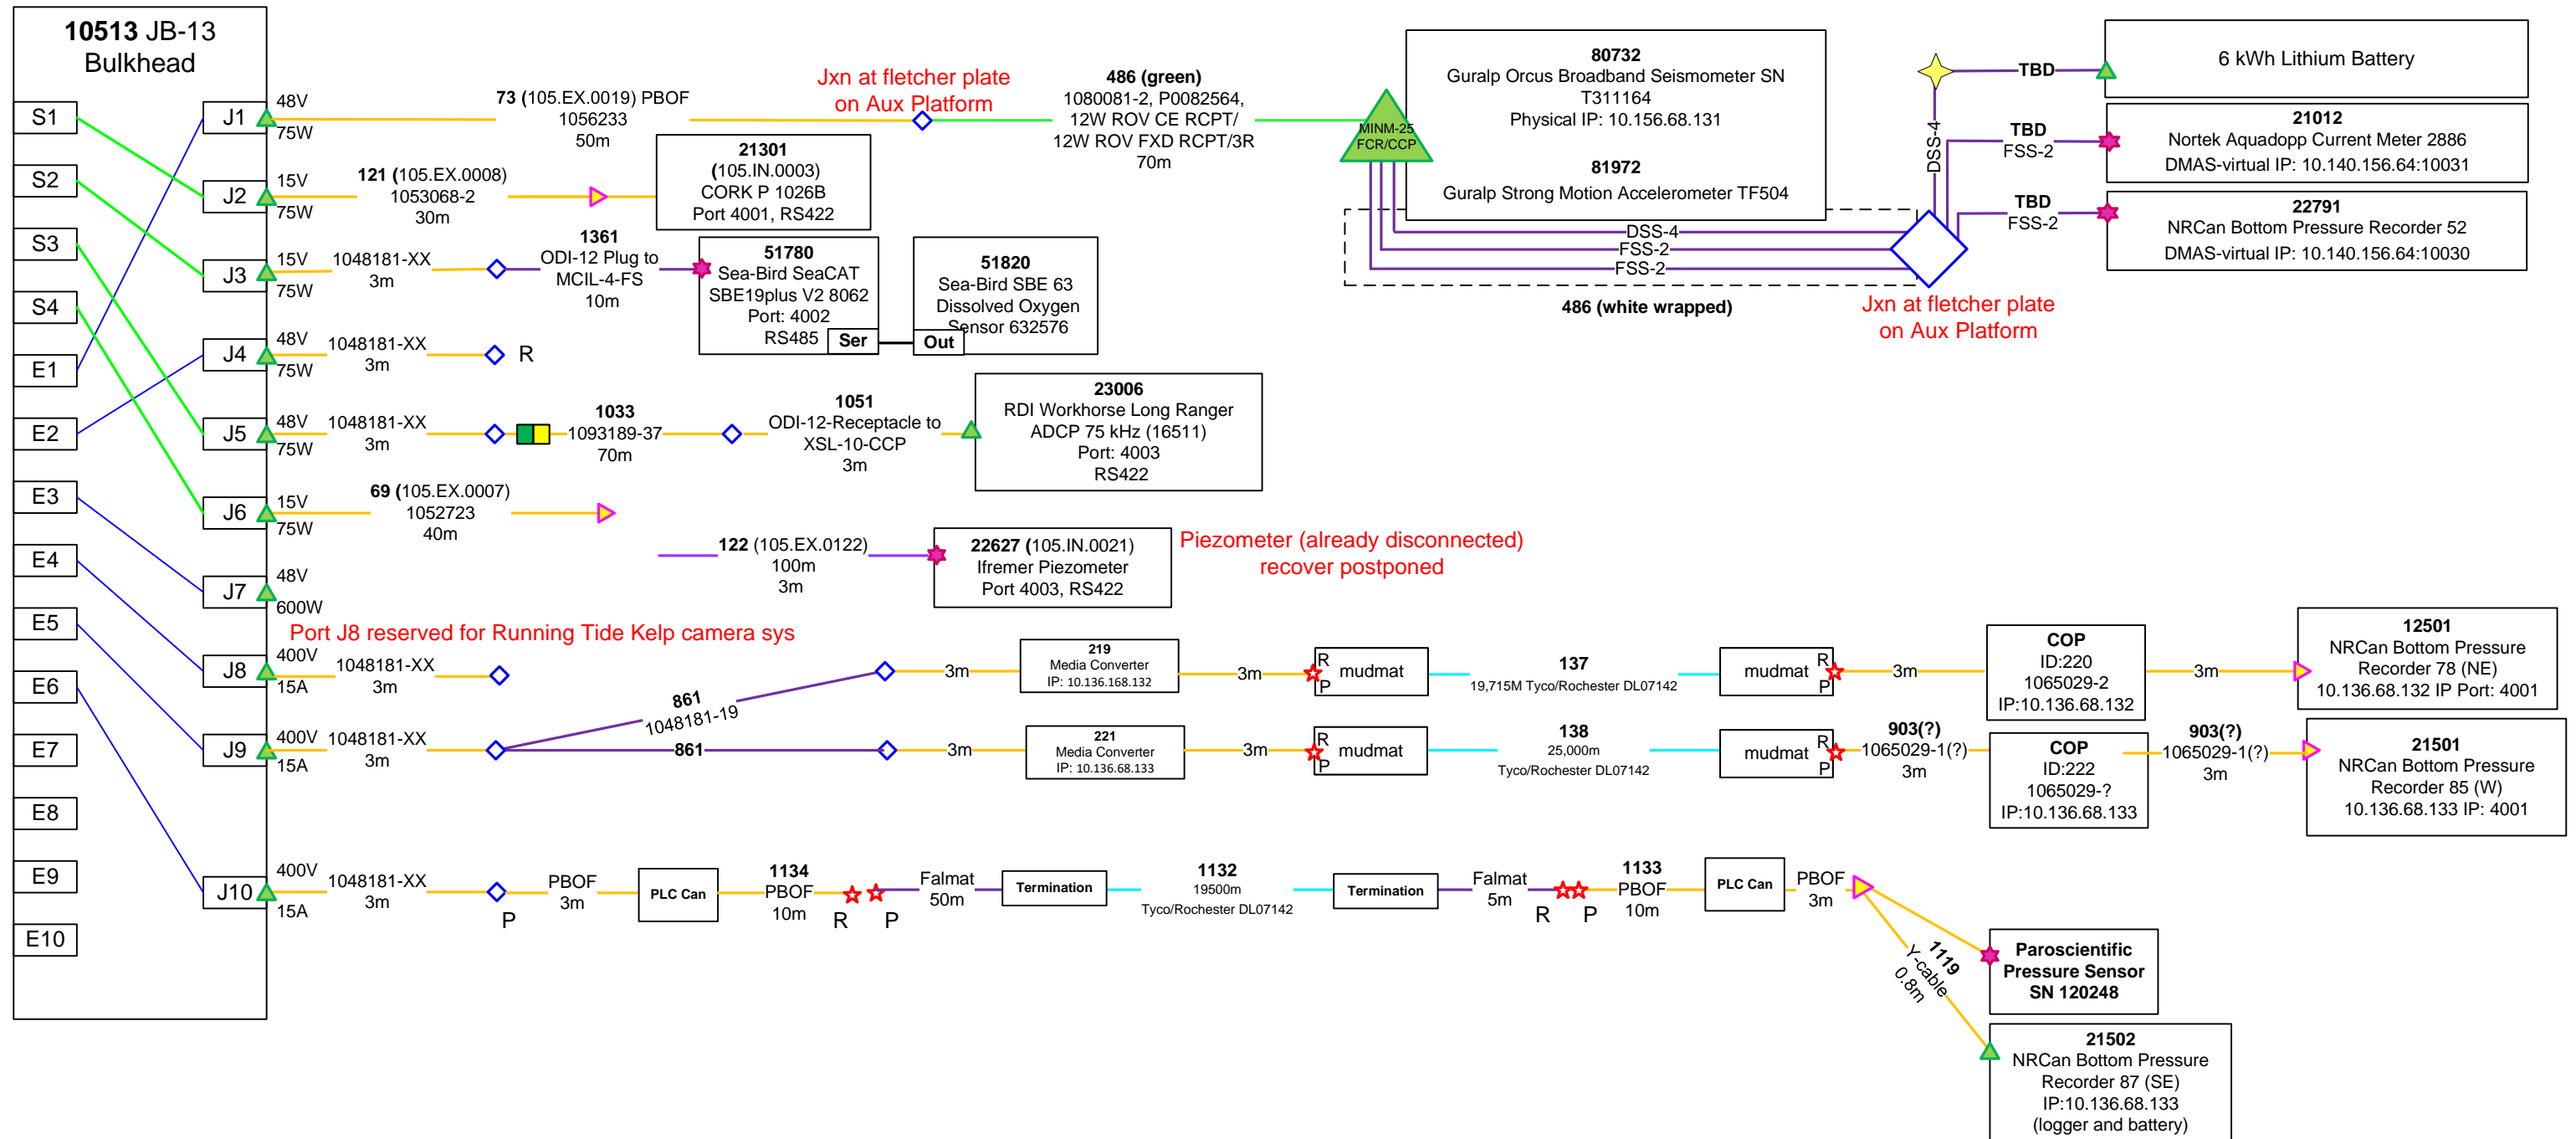 10513 JB-13
Bulkhead
S1
S2
S3
S4
E1
E2
E3
E4
E5
E6
E7
E8
E9
E10
J1
48V
75W
73 (105.EX.0019) PBOF
1056233
50m
Jxn at fletcher plate
on Aux Platform
486 (green)
1080081-2, P0082564,
12W ROV CE RCPT/
12W ROV FXD RCPT/3R
70m
MINM-25
FCR/CCP
80732
Guralp Orcus Broadband Seismometer SN
T311164
Physical IP: 10.156.68.131
81972
Guralp Strong Motion Accelerometer TF504
DSS-4
FSS-2
FSS-2
486 (white wrapped)
Jxn at fletcher plate
on Aux Platform
DSS-4
TBD
6 kWh Lithium Battery
TBD
FSS-2
21012
Nortek Aquadopp Current Meter 2886
DMAS-virtual IP: 10.140.156.64:10031
TBD
FSS-2
22791
NRCan Bottom Pressure Recorder 52
DMAS-virtual IP: 10.140.156.64:10030
J2
15V
75W
121 (105.EX.0008)
1053068-2
30m
21301
(105.IN.0003)
CORK P 1026B
Port 4001, RS422
J3
15V
75W
1048181-XX
3m
1361
ODI-12 Plug to
MCIL-4-FS
10m
51780
Sea-Bird SeaCAT
SBE19plus V2 8062
Port: 4002
RS485
Ser
Out
51820
Sea-Bird SBE 63
Dissolved Oxygen
Sensor 632576
J4
48V
75W
1048181-XX
3m
R
J5
48V
75W
1048181-XX
3m
1033
1093189-37
70m
1051
ODI-12-Receptacle to
XSL-10-CCP
3m
23006
RDI Workhorse Long Ranger
ADCP 75 kHz (16511)
Port: 4003
RS422
J6
15V
75W
69 (105.EX.0007)
1052723
40m
122 (105.EX.0122)
100m
3m
22627 (105.IN.0021)
Ifremer Piezometer
Port 4003, RS422
Piezometer (already disconnected)
recover postponed
J7
48V
600W
Port J8 reserved for Running Tide Kelp camera sys
J8
400V
15A
1048181-XX
3m
J9
400V
15A
1048181-XX
3m
861
1048181-19
861
3m
219
Media Converter
IP: 10.136.168.132
3m
R
P
mudmat
137
19,715M Tyco/Rochester DL07142
mudmat
R
P
3m
COP
ID:220
1065029-2
IP:10.136.68.132
3m
12501
NRCan Bottom Pressure
Recorder 78 (NE)
10.136.68.132 IP Port: 4001
3m
221
Media Converter
IP: 10.136.68.133
3m
R
P
mudmat
138
25,000m
Tyco/Rochester DL07142
mudmat
R
P
903(?)
1065029-1(?)
3m
COP
ID:222
1065029-?
IP:10.136.68.133
903(?)
1065029-1(?)
3m
21501
NRCan Bottom Pressure
Recorder 85 (W)
10.136.68.133 IP: 4001
J10
400V
15A
1048181-XX
3m
P
PBOF
3m
PLC Can
1134
PBOF
10m
R
P
Falmat
50m
Termination
1132
19500m
Tyco/Rochester DL07142
Termination
Falmat
5m
R
P
1133
PBOF
10m
PLC Can
PBOF
3m
1119
Y-cable
0.8m
Paroscientific
Pressure Sensor
SN 120248
21502
NRCan Bottom Pressure
Recorder 87 (SE)
IP:10.136.68.133
(logger and battery)